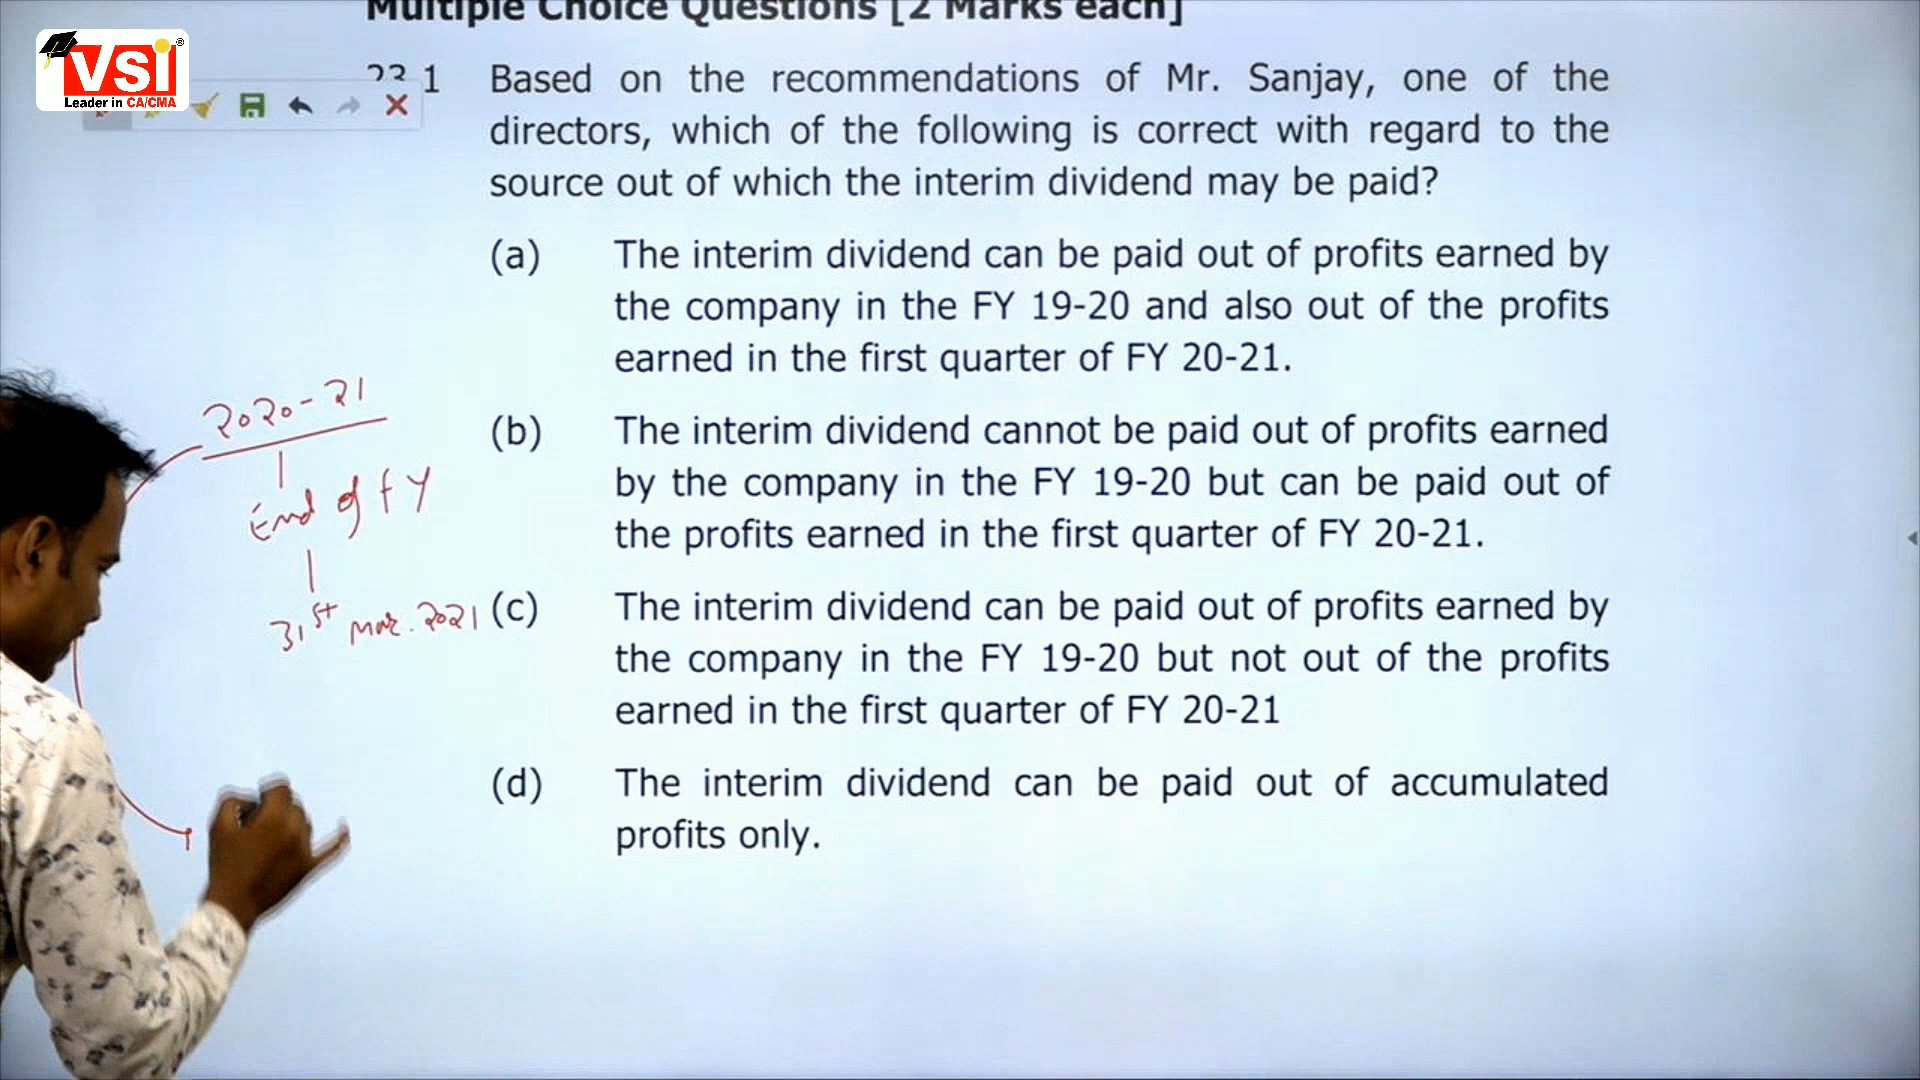 Multiple Choice Questions [2 Marks each]
VSI
®
Leader in CA/CMA
23.1 Based on the recommendations of Mr. Sanjay, one of the
directors, which of the following is correct with regard to the
source out of which the interim dividend may be paid?
(a) The interim dividend can be paid out of profits earned by
the company in the FY 19-20 and also out of the profits
earned in the first quarter of FY 20-21.
2020-21
End of FY
31st Mar. 2021
(b) The interim dividend cannot be paid out of profits earned
by the company in the FY 19-20 but can be paid out of
the profits earned in the first quarter of FY 20-21.
(c) The interim dividend can be paid out of profits earned by
the company in the FY 19-20 but not out of the profits
earned in the first quarter of FY 20-21
(d) The interim dividend can be paid out of accumulated
profits only.